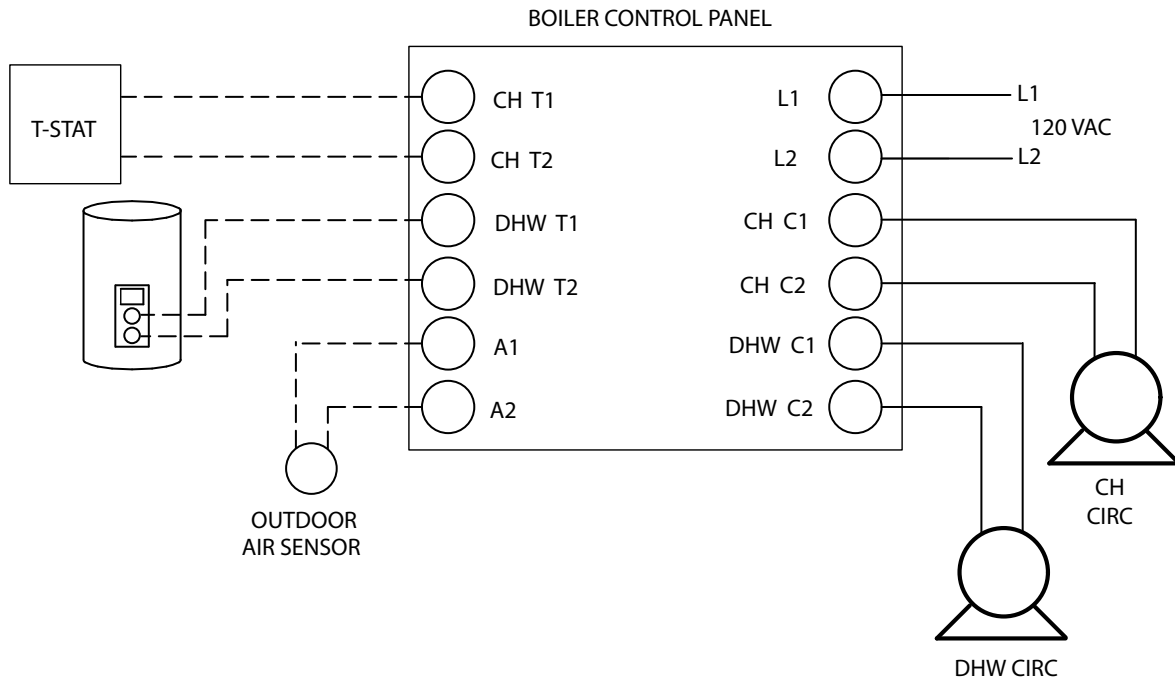 BOILER CONTROL PANEL
T-STAT
CH T1
CH T2
DHW T1
DHW T2
A1
A2
L1
L2
CH C1
CH C2
DHW C1
DHW C2
L1
120 VAC
L2
OUTDOOR
AIR SENSOR
CH
CIRC
DHW CIRC